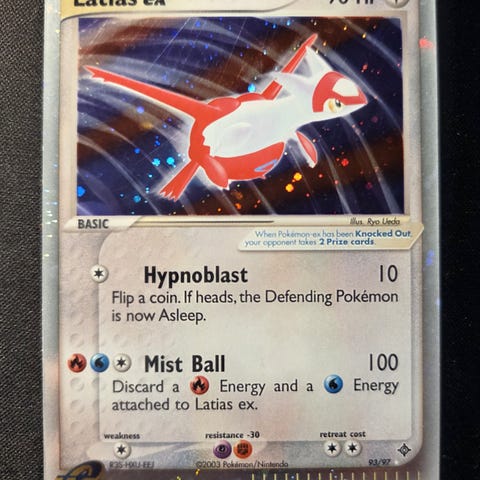 Latias ex 90 HP
BASIC
Illus. Ryo Ueda
When Pokémon-ex has been Knocked Out,
your opponent takes 2 Prize cards.
Hypnoblast 10
Flip a coin. If heads, the Defending Pokémon
is now Asleep.
Mist Ball 100
Discard a Energy and a Energy
attached to Latias ex.
weakness resistance -30 retreat cost
©2003 Pokémon/Nintendo 93/97